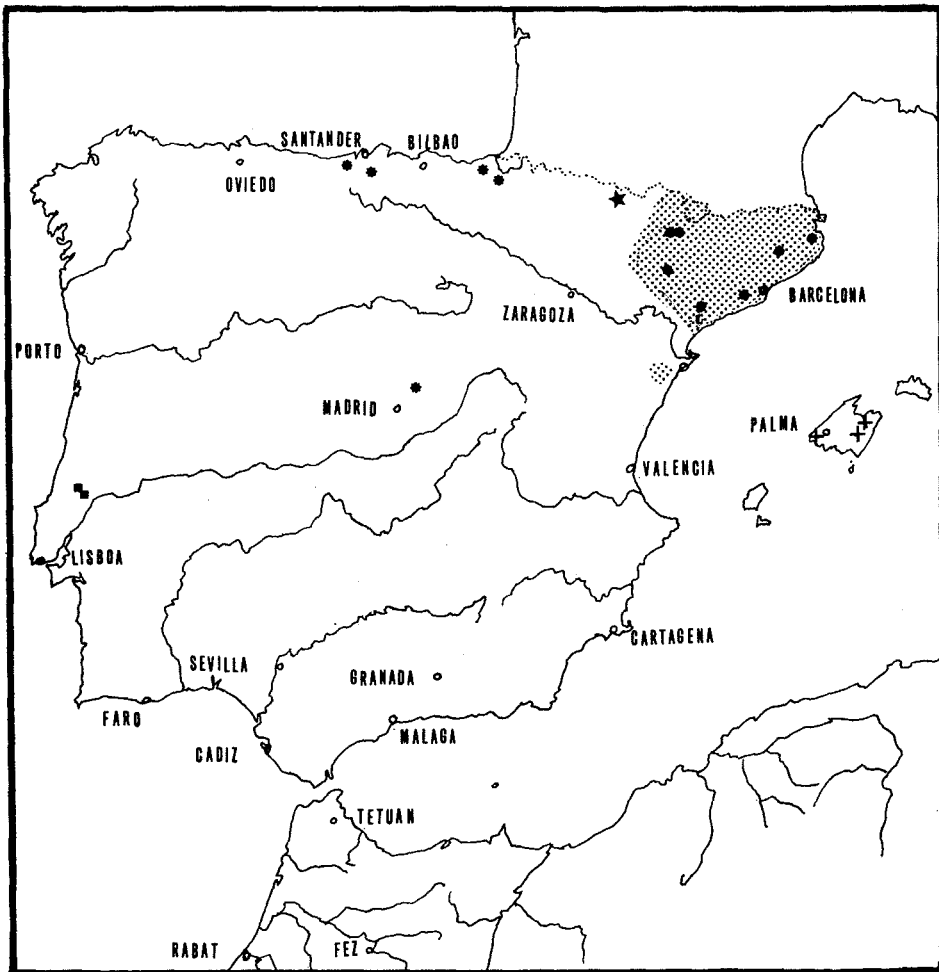 SANTANDER
BILBAO
OVIEDO
BARCELONA
ZARAGOZA
PORTO
MADRID
PALMA
VALENCIA
LISBOA
CARTAGENA
SEVILLA
GRANADA
FARO
MALAGA
CADIZ
TETUAN
RABAT
FEZ